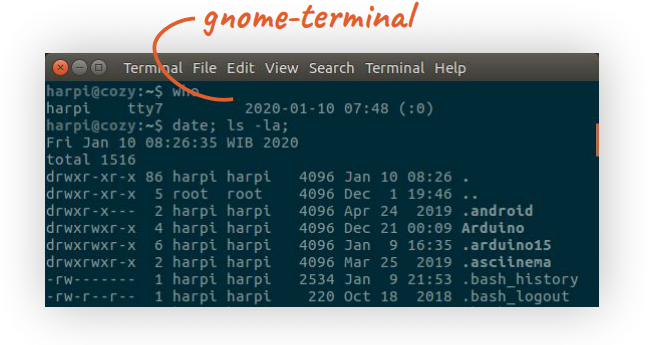 gnome-terminal
Terminal File Edit View Search Terminal Help
harpi@cozy:~$ who
harpi    tty7         2020-01-10 07:48 (:0)
harpi@cozy:~$ date; ls -la;
Fri Jan 10 08:26:35 WIB 2020
total 1516
drwxr-xr-x 86 harpi harpi   4096 Jan 10 08:26 .
drwxr-xr-x  5 root  root    4096 Dec  1 19:46 ..
drwxr-x---  2 harpi harpi   4096 Apr 24  2019 .android
drwxrwxr-x  4 harpi harpi   4096 Dec 21 00:09 Arduino
drwxrwxr-x  6 harpi harpi   4096 Jan  9 16:35 .arduino15
drwxrwxr-x  2 harpi harpi   4096 Mar 25  2019 .asciinema
-rw-------  1 harpi harpi   2534 Jan  9 21:53 .bash_history
-rw-r--r--  1 harpi harpi    220 Oct 18  2018 .bash_logout